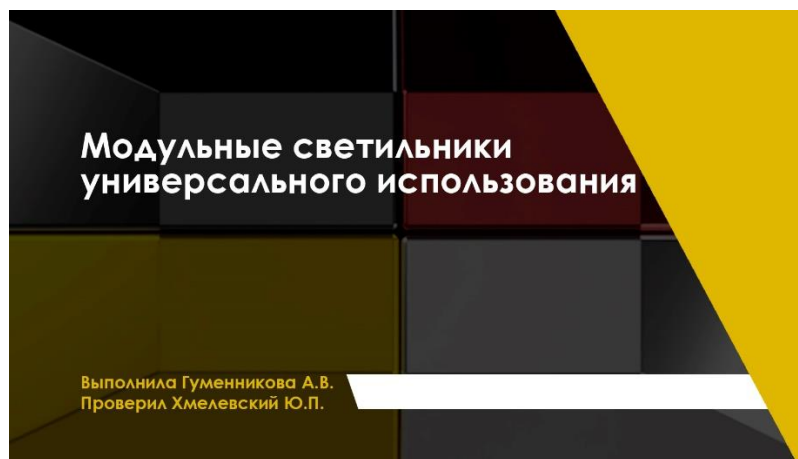 Модульные светильники
универсального использования
Выполнила Гуменникова А.В.
Проверил Хмелевский Ю.П.